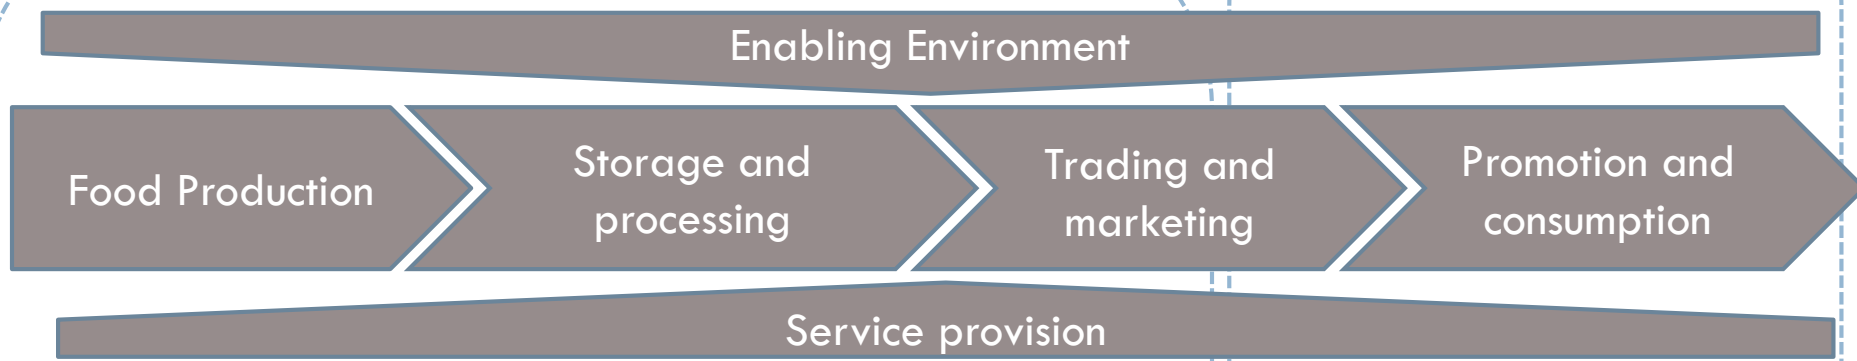 Enabling Environment
Food Production
Storage and
processing
Trading and
marketing
Promotion and
consumption
Service provision